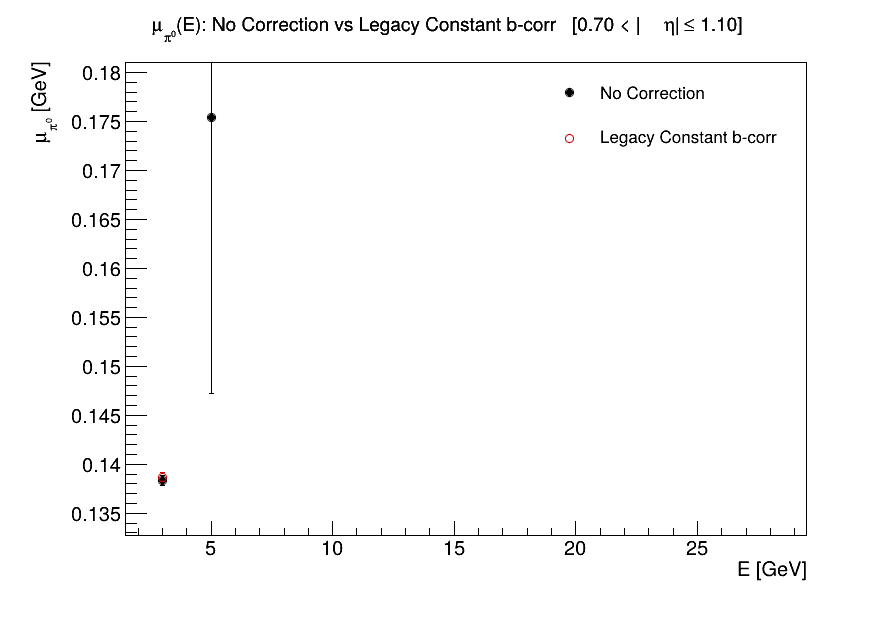 μ_π⁰(E): No Correction vs Legacy Constant b-corr [0.70 < | η| ≤ 1.10]
μ_π⁰ [GeV]
0.18
0.175
0.17
0.165
0.16
0.155
0.15
0.145
0.14
0.135
No Correction
Legacy Constant b-corr
5 10 15 20 25
E [GeV]